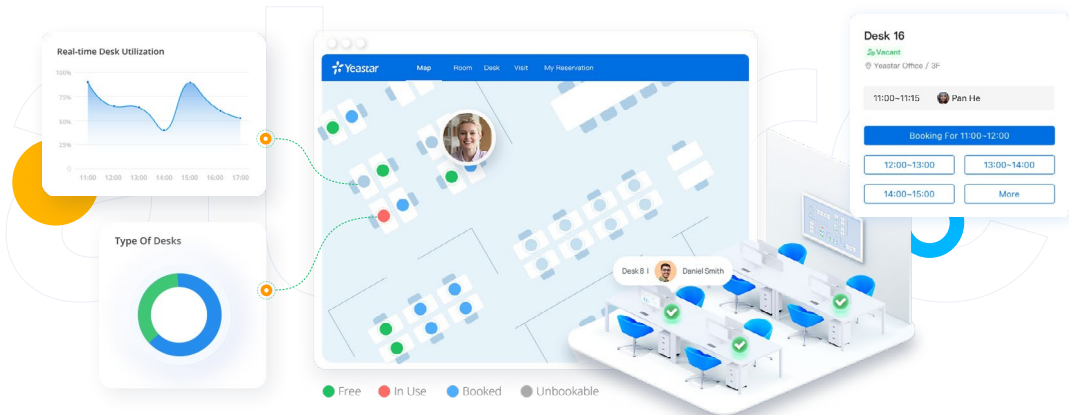 Real-time Desk Utilization
100%
75%
50%
25%
0
11:00 12:00 13:00 14:00 15:00 16:00 17:00
Type Of Desks
Yeastar Map Room Desk Visit My Reservation
Free In Use Booked Unbookable
Desk 8 1 Daniel Smith
Desk 16
Vacant
Yeastar Office / 3F
11:00~11:15 Pan He
Booking For 11:00~12:00
12:00~13:00 13:00~14:00
14:00~15:00 More